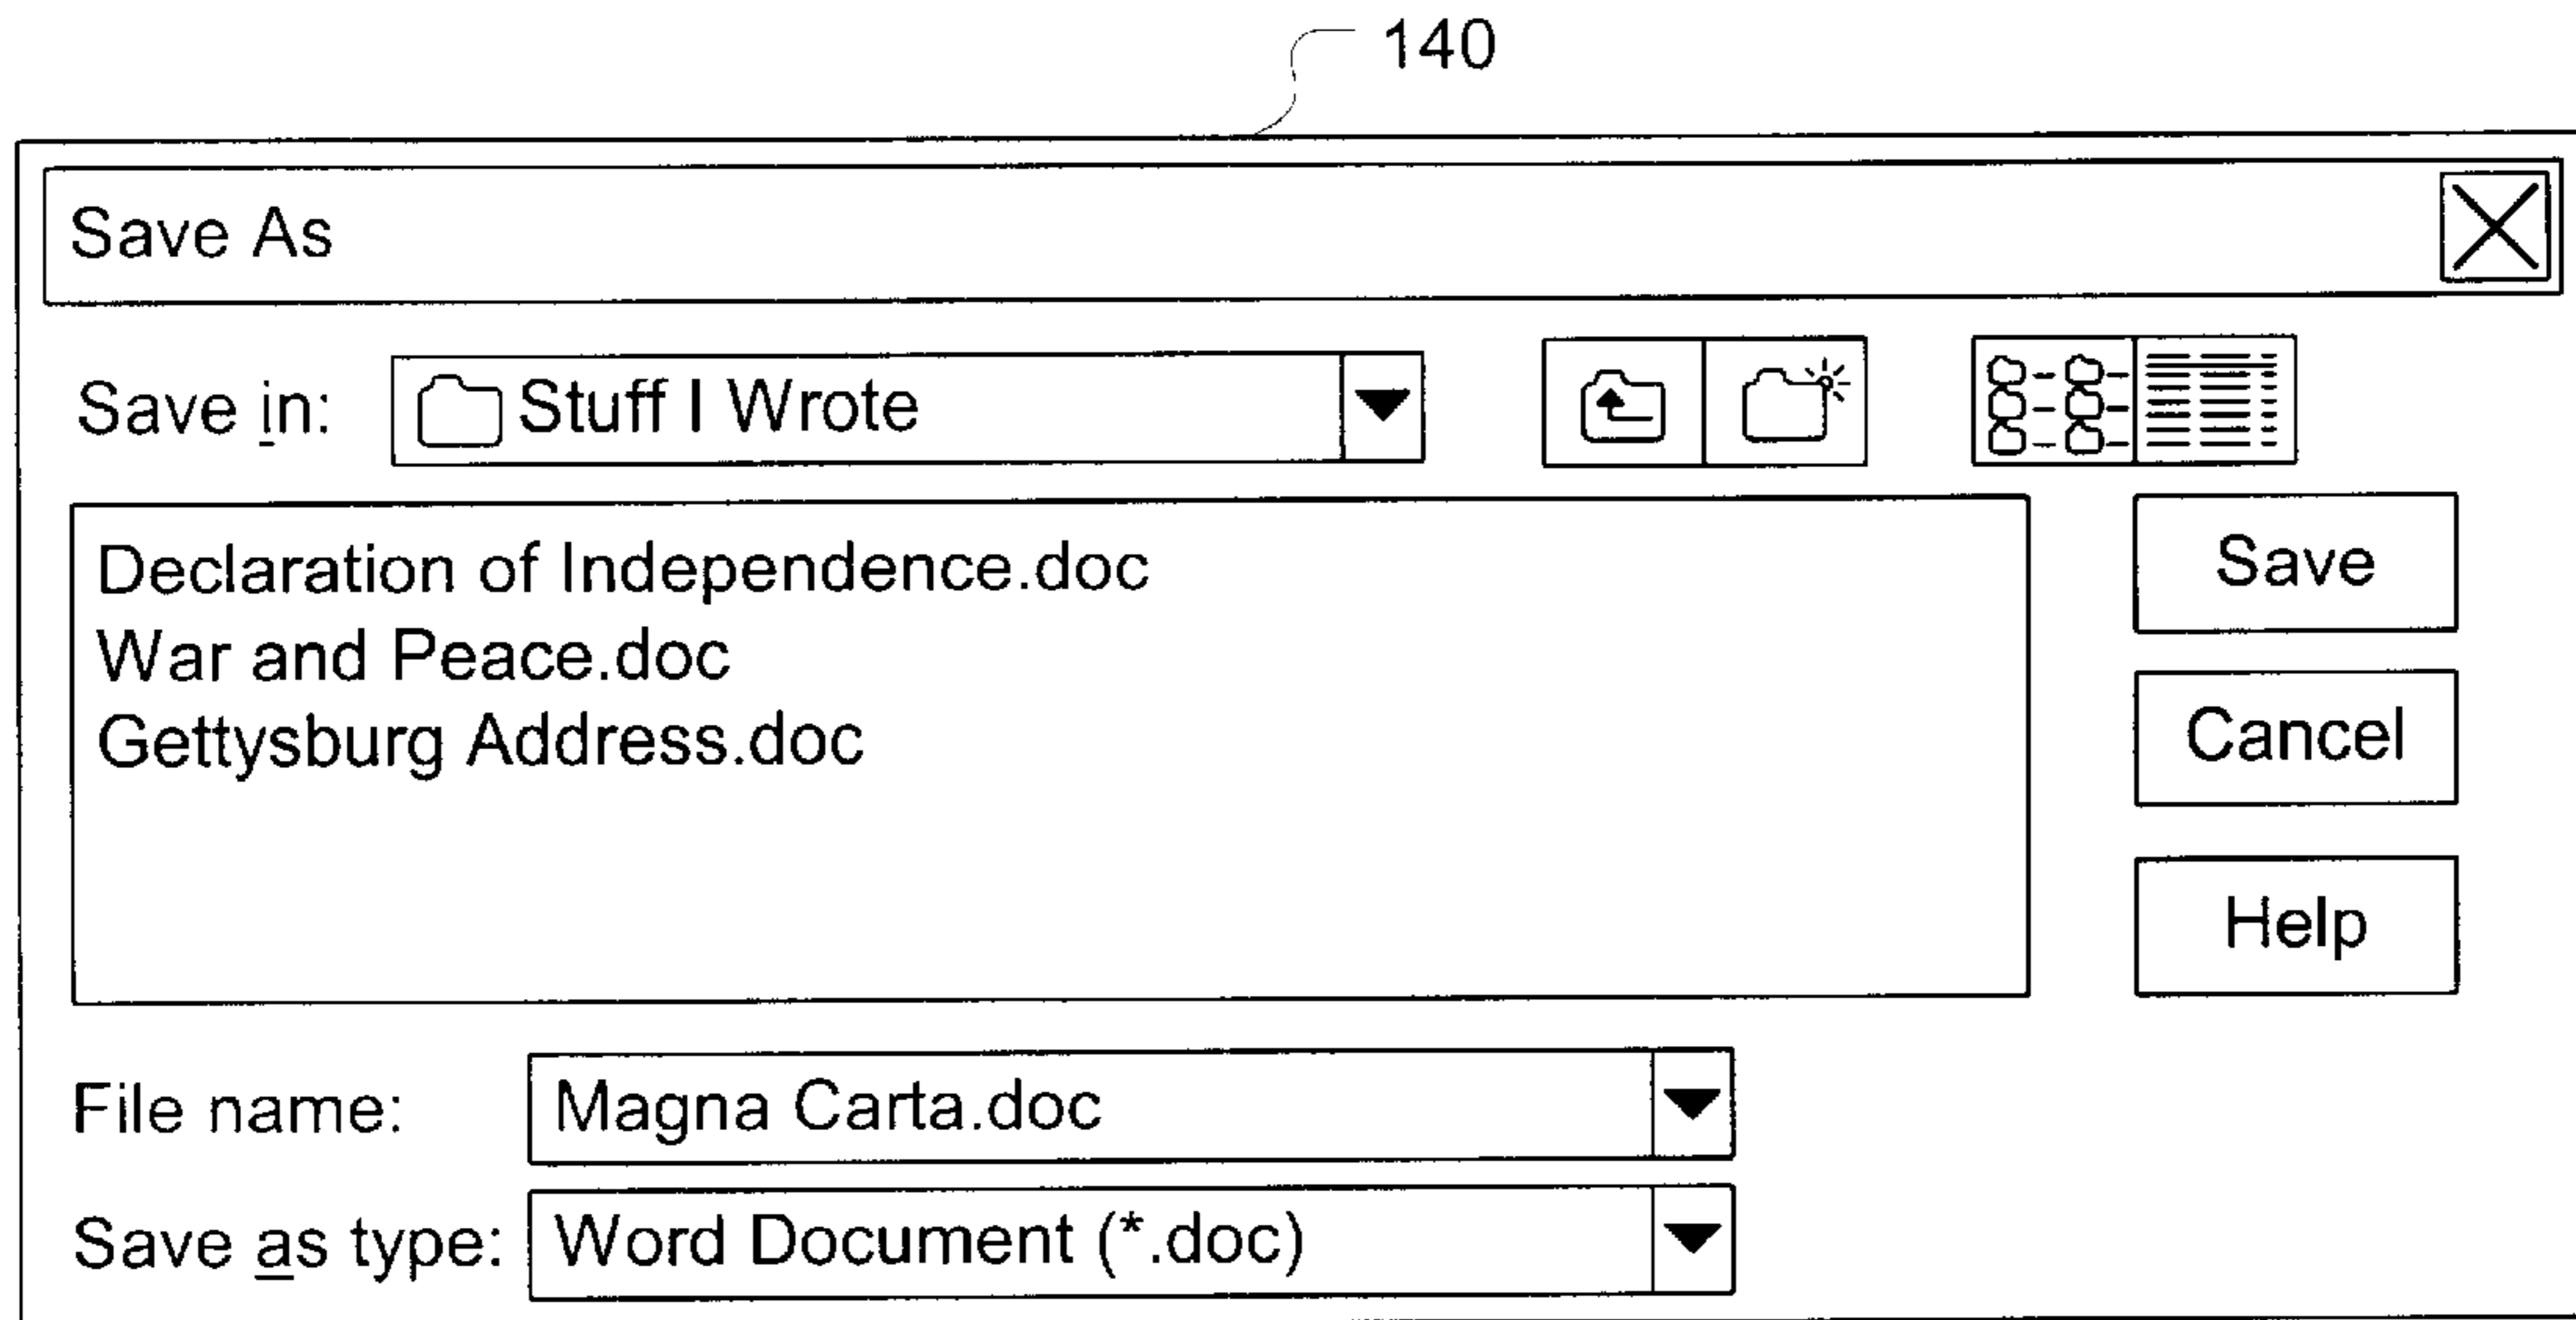 140
Save As
Save in: Stuff I Wrote
Declaration of Independence.doc
War and Peace.doc
Gettysburg Address.doc
Save
Cancel
Help
File name: Magna Carta.doc
Save as type: Word Document (*.doc)